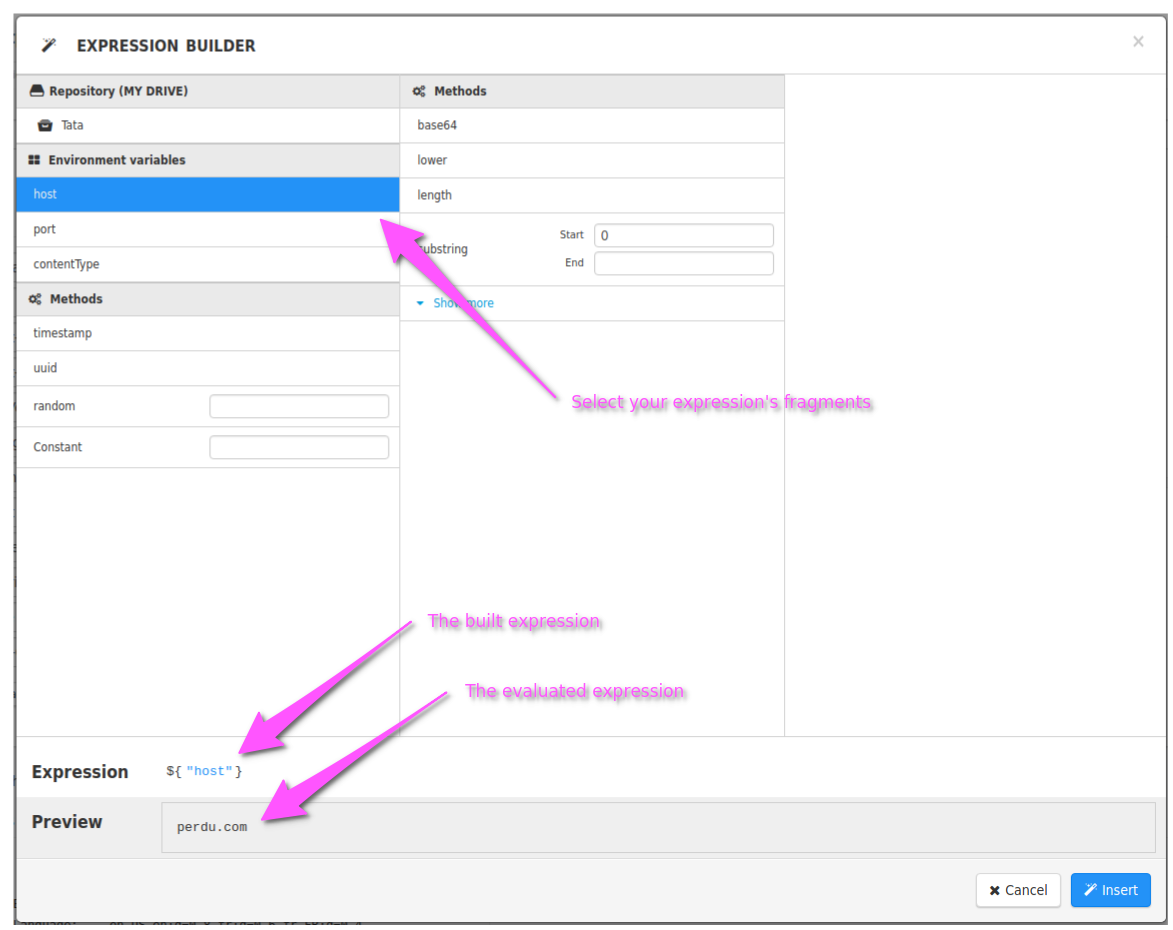 EXPRESSION BUILDER
×
Repository (MY DRIVE)
Tata
Environment variables
host
port
contentType
Methods
timestamp
uuid
random
Constant
Methods
base64
lower
length
substring
Start
0
End
Show more
Select your expression's fragments
The built expression
The evaluated expression
Expression
${"host"}
Preview
perdu.com
Cancel
Insert